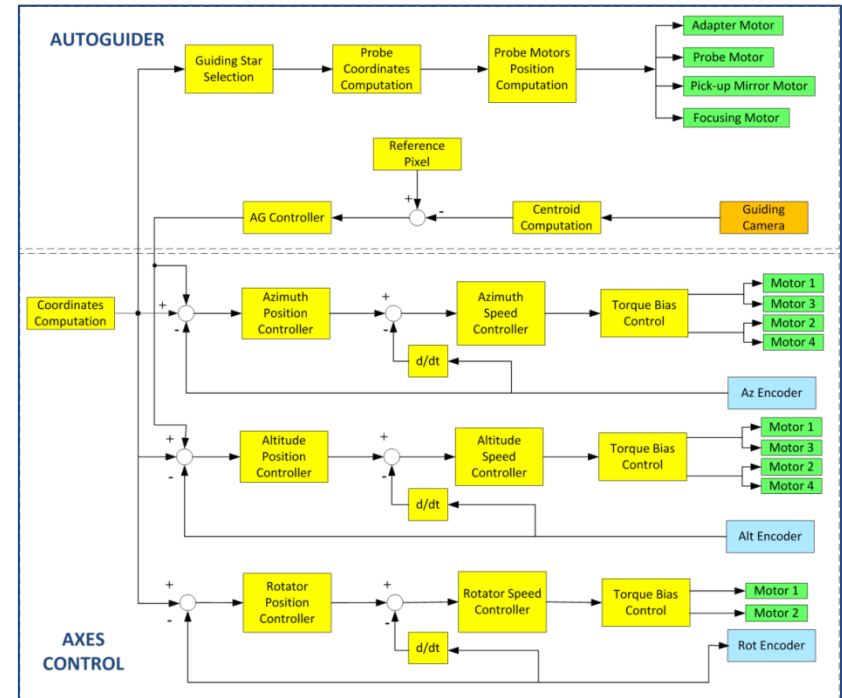 AUTOGUIDER
Guiding Star
Selection
Probe
Coordinates
Computation
Probe Motors
Position
Computation
Adapter Motor
Probe Motor
Pick-up Mirror Motor
Focusing Motor
Reference
Pixel
+
-
AG Controller
Centroid
Computation
Guiding
Camera
Coordinates
Computation
+
-
Azimuth
Position
Controller
+
-
Azimuth
Speed
Controller
Torque Bias
Control
Motor 1
Motor 3
Motor 2
Motor 4
d/dt
Az Encoder
+
-
Altitude
Position
Controller
+
-
Altitude
Speed
Controller
Torque Bias
Control
Motor 1
Motor 3
Motor 2
Motor 4
d/dt
Alt Encoder
+
-
Rotator
Position
Controller
+
-
Rotator Speed
Controller
Torque Bias
Control
Motor 1
Motor 2
d/dt
Rot Encoder
AXES
CONTROL